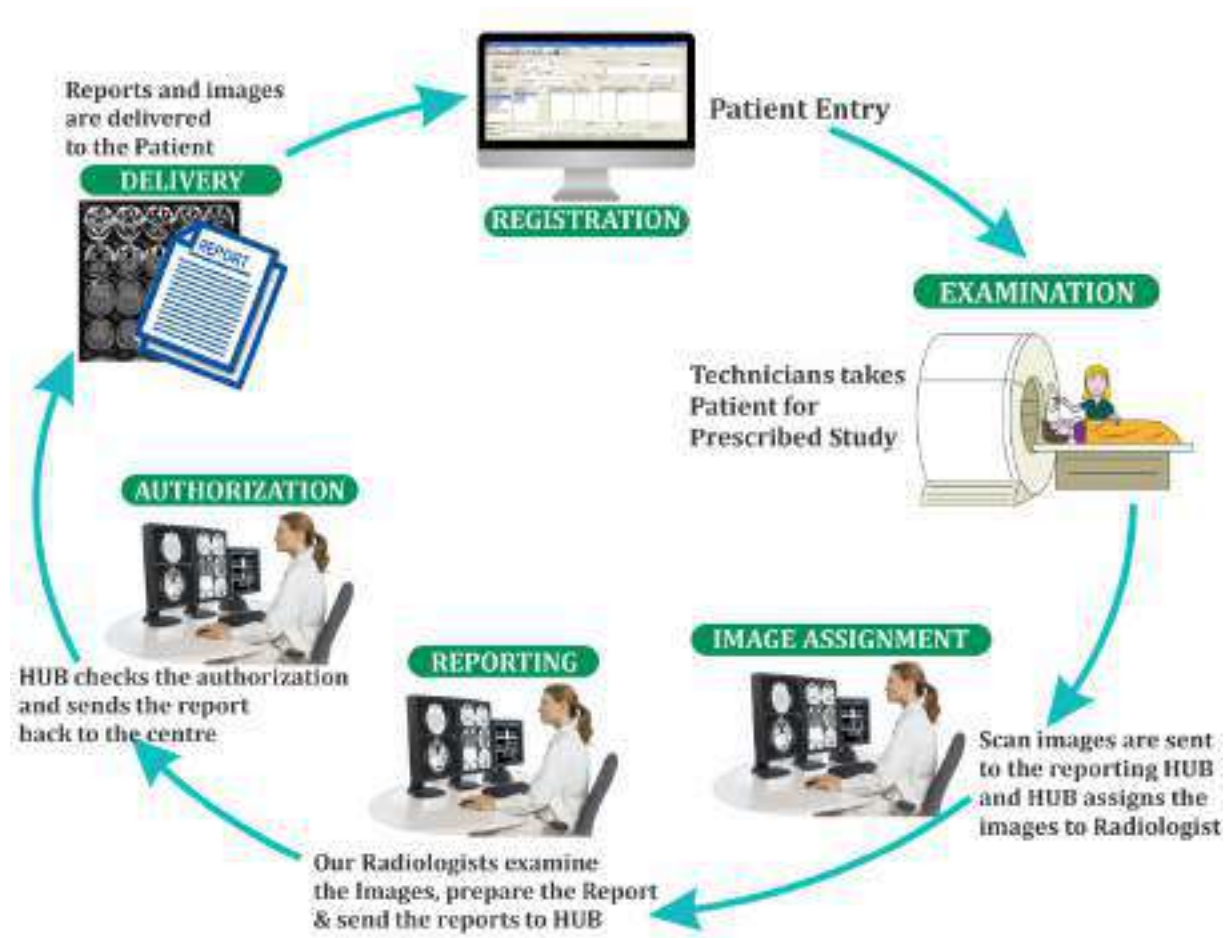 Reports and images
are delivered
to the Patient
DELIVERY
REPORT
Patient Entry
REGISTRATION
EXAMINATION
Technicians takes
Patient for
Prescribed Study
IMAGE ASSIGNMENT
Scan images are sent
to the reporting HUB
and HUB assigns the
images to Radiologist
REPORTING
Our Radiologists examine
the Images, prepare the Report
& send the reports to HUB
AUTHORIZATION
HUB checks the authorization
and sends the report
back to the centre